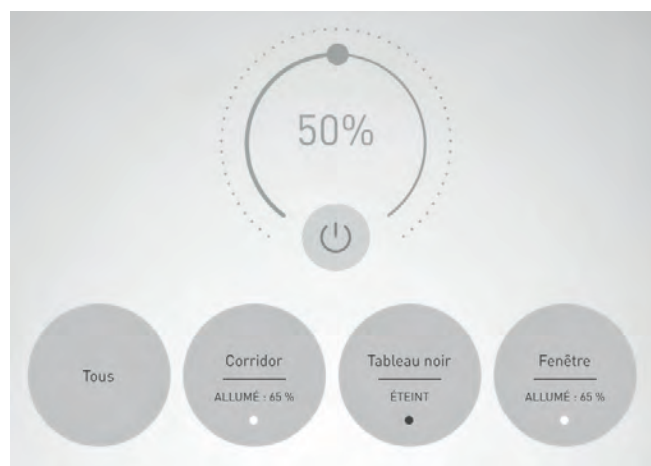 50%
Tous
Corridor
ALLUMÉ : 65 %
Tableau noir
ÉTEINT
Fenêtre
ALLUMÉ : 65 %